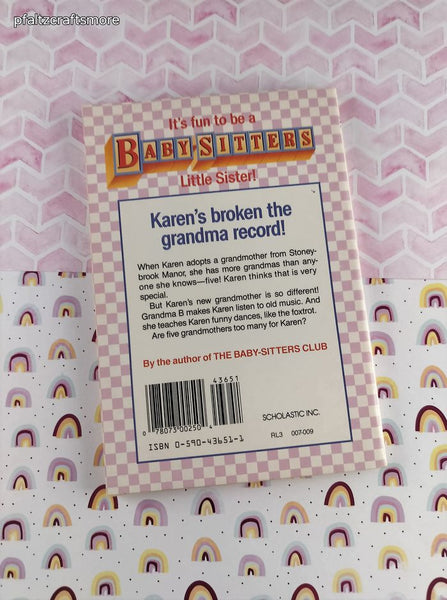 pfaltzcraftsmore
It's fun to be a
BABY-SITTERS
Little Sister!
Karen's broken the
grandma record!
When Karen adopts a grandmother from Stoney-
brook Manor, she has more grandmas than any-
one she knows—five! Karen thinks that is very
special.
But Karen's new grandmother is so different!
Grandma B makes Karen listen to old music. And
she teaches Karen funny dances, like the foxtrot.
Are five grandmothers too many for Karen?
By the author of THE BABY-SITTERS CLUB
43651
0 78073 00250 4
ISBN 0-590-43651-1
SCHOLASTIC INC.
RL3 007-009